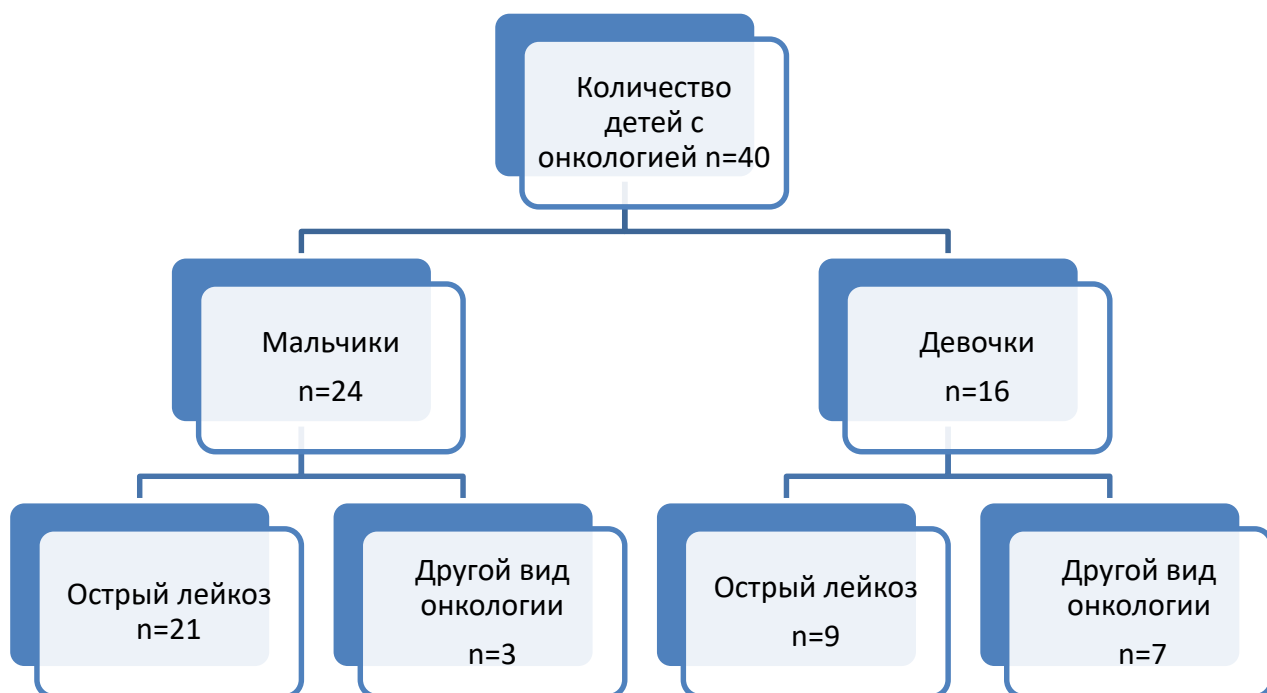 Количество
детей с
онкологией n=40
Мальчики
n=24
Девочки
n=16
Острый лейкоз
n=21
Другой вид
онкологии
n=3
Острый лейкоз
n=9
Другой вид
онкологии
n=7